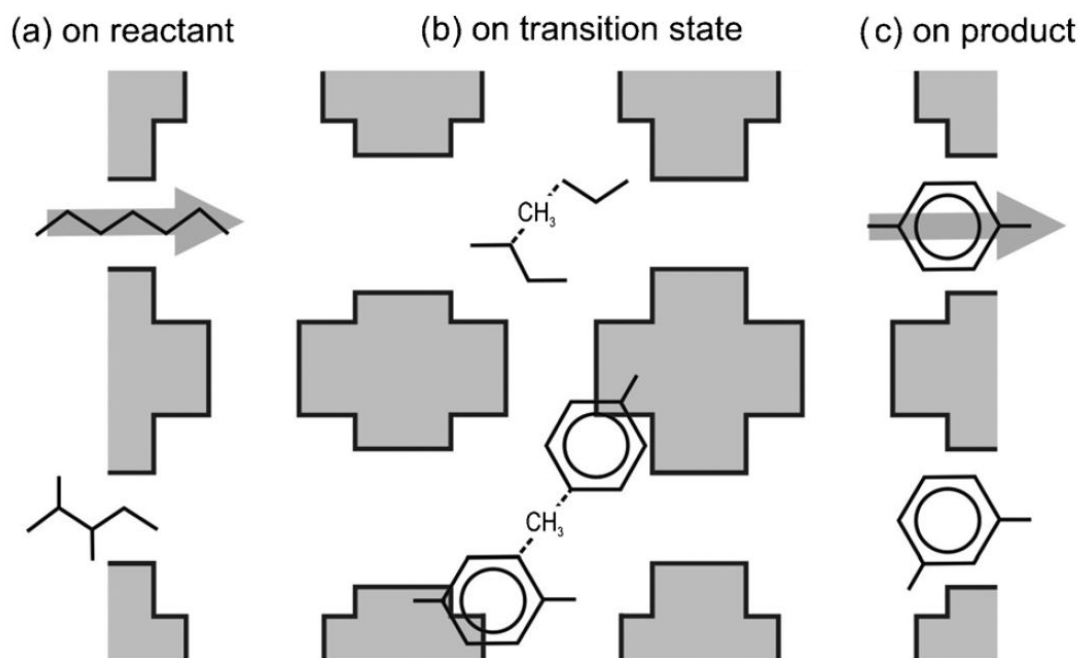 (a) on reactant
(b) on transition state
(c) on product
CH₃
CH₃